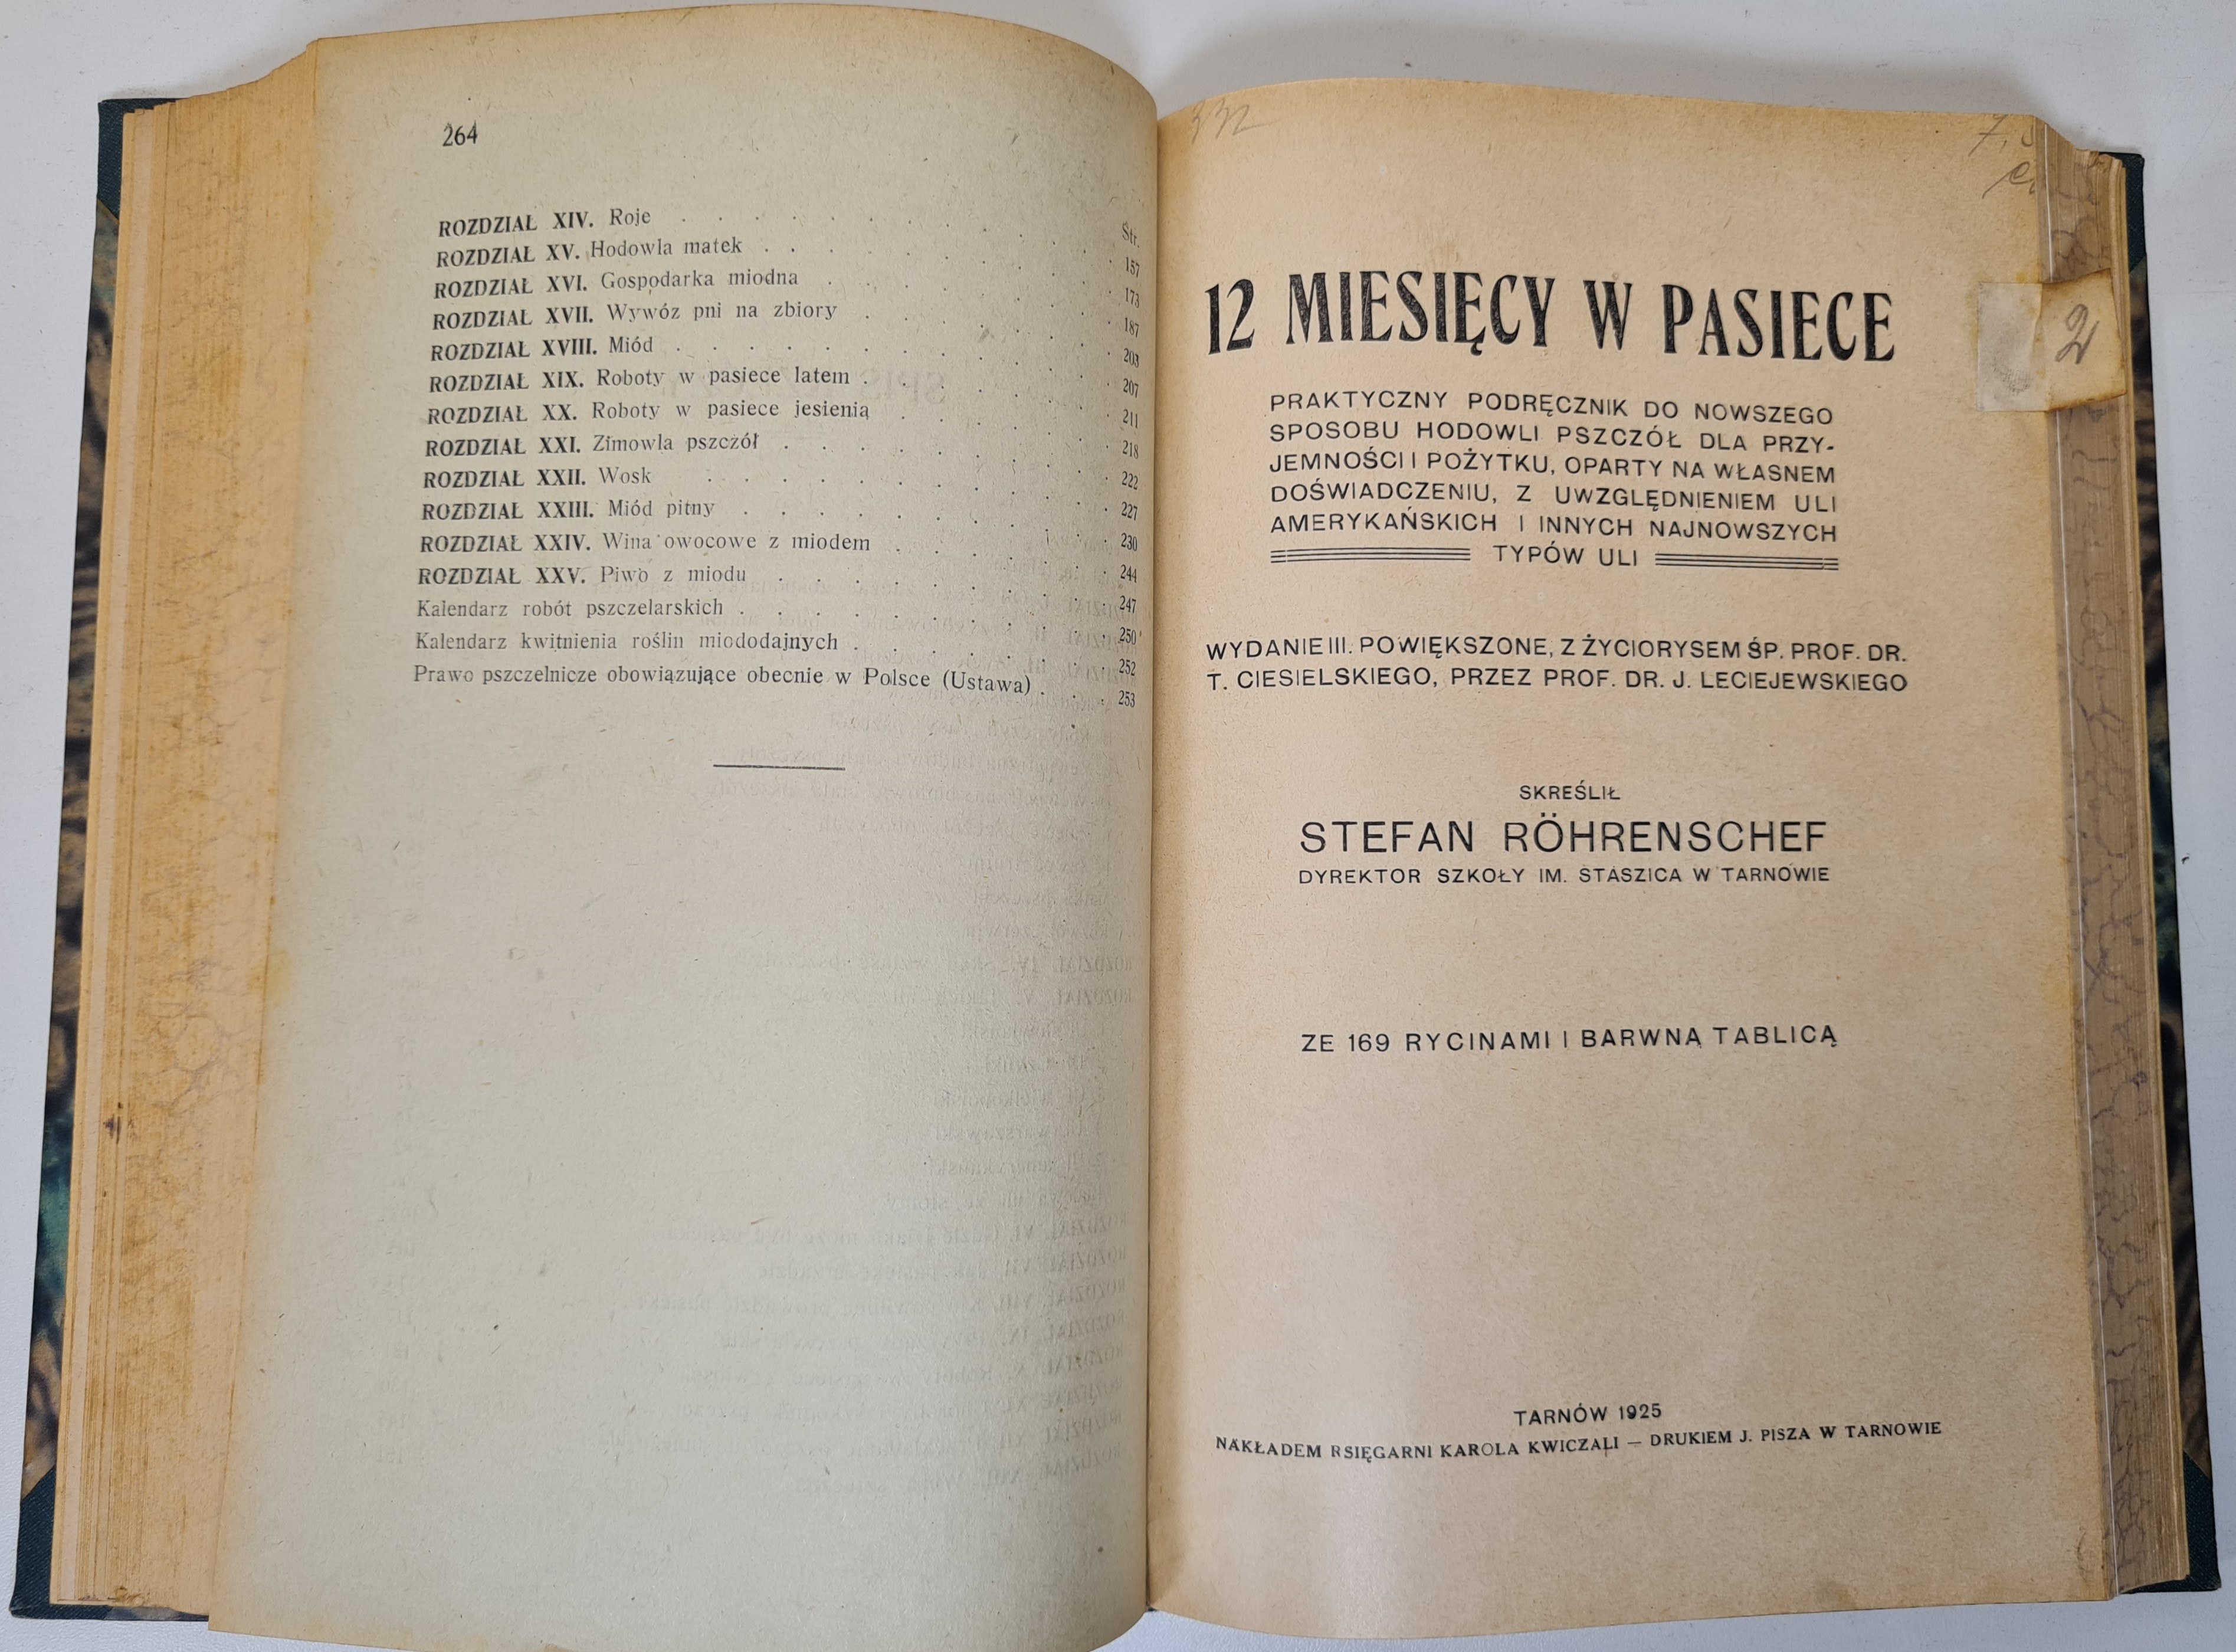 264
Str.
ROZDZIAŁ XIV. Roje . . . . . . . . . . . . 157
ROZDZIAŁ XV. Hodowla matek . . . . . . . . . . 173
ROZDZIAŁ XVI. Gospodarka miodna . . . . . . . . . 187
ROZDZIAŁ XVII. Wywóz pni na zbiory . . . . . . . . 203
ROZDZIAŁ XVIII. Miód . . . . . . . . . . . . 207
ROZDZIAŁ XIX. Roboty w pasiece latem . . . . . . . . 211
ROZDZIAŁ XX. Roboty w pasiece jesienią . . . . . . . 218
ROZDZIAŁ XXI. Zimowla pszczół . . . . . . . . . . 222
ROZDZIAŁ XXII. Wosk . . . . . . . . . . . 227
ROZDZIAŁ XXIII. Miód pitny . . . . . . . . . . 230
ROZDZIAŁ XXIV. Wina owocowe z miodem . . . . . . . 244
ROZDZIAŁ XXV. Piwo z miodu . . . . . . . . . . 247
Kalendarz robót pszczelarskich . . . . . . . . . . 250
Kalendarz kwitnienia roślin miododajnych . . . . . . . 252
Prawo pszczelnicze obowiązujące obecnie w Polsce (Ustawa) . . . 253
332
2
12 MIESIĘCY W PASIECE
PRAKTYCZNY PODRĘCZNIK DO NOWSZEGO
SPOSOBU HODOWLI PSZCZÓŁ DLA PRZY-
JEMNOŚCI I POŻYTKU, OPARTY NA WŁASNEM
DOŚWIADCZENIU, Z UWZGLĘDNIENIEM ULI
AMERYKAŃSKICH I INNYCH NAJNOWSZYCH
TYPÓW ULI
WYDANIE III. POWIĘKSZONE, Z ŻYCIORYSEM ŚP. PROF. DR.
T. CIESIELSKIEGO, PRZEZ PROF. DR. J. LECIEJEWSKIEGO
SKREŚLIŁ
STEFAN RÖHRENSCHEF
DYREKTOR SZKOŁY IM. STASZICA W TARNOWIE
ZE 169 RYCINAMI I BARWNĄ TABLICĄ
TARNÓW 1925
NAKŁADEM KSIĘGARNI KAROLA KWICZALI — DRUKIEM J. PISZA W TARNOWIE